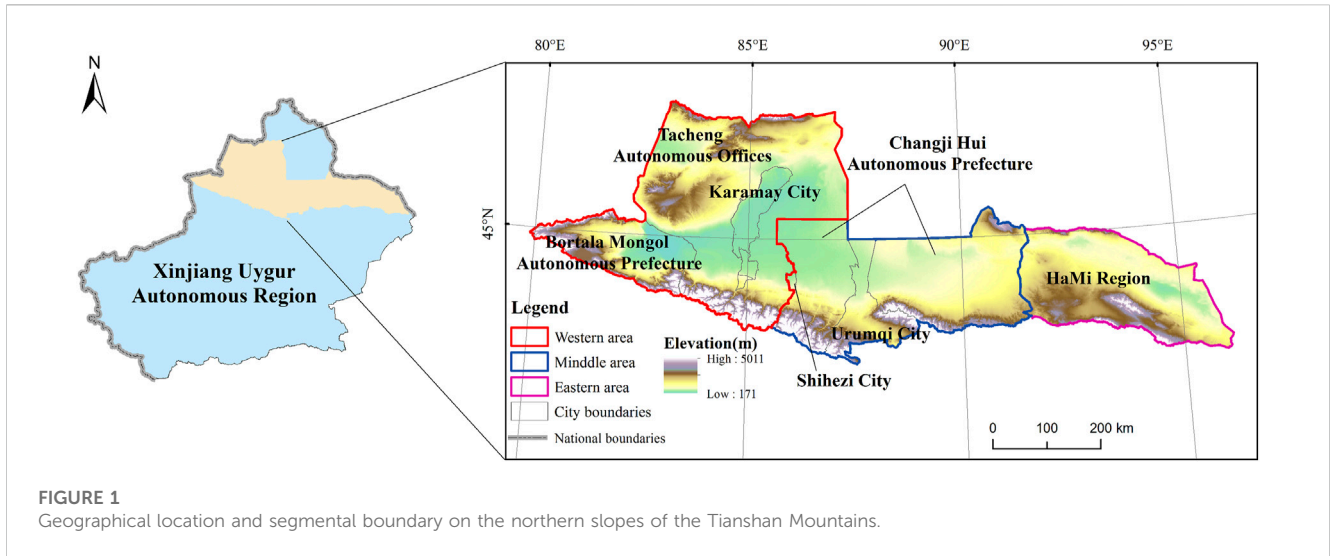 N
Xinjiang Uygur
Autonomous Region
80°E
85°E
90°E
95°E
45°N
45°N
Tacheng
Autonomous Offices
Karamay City
Changji Hui
Autonomous Prefecture
Bortala Mongol
Autonomous Prefecture
HaMi Region
Urumqi City
Shihezi City
Legend
Western area
Minddle area
Eastern area
City boundaries
National boundaries
Elevation(m)
High : 5011
Low : 171
0 100 200 km
FIGURE 1
Geographical location and segmental boundary on the northern slopes of the Tianshan Mountains.